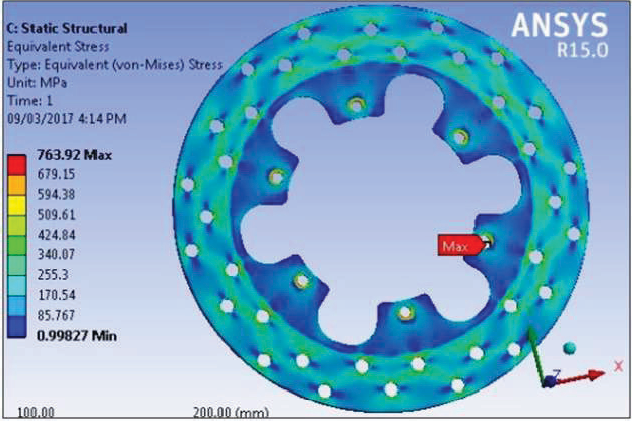 C: Static Structural
Equivalent Stress
Type: Equivalent (von-Mises) Stress
Unit: MPa
Time: 1
09/03/2017 4:14 PM
ANSYS
R15.0
763.92 Max
679.15
594.38
509.61
424.84
340.07
255.3
170.54
85.767
0.99827 Min
Max
Z
X
100.00
200.00 (mm)